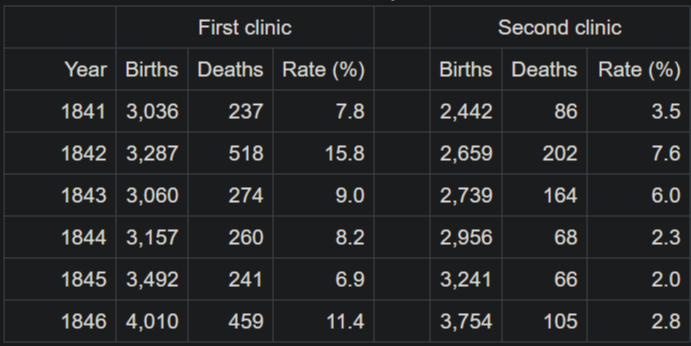 First clinic Second clinic
Year Births Deaths Rate (%) Births Deaths Rate (%)
1841 3,036 237 7.8 2,442 86 3.5
1842 3,287 518 15.8 2,659 202 7.6
1843 3,060 274 9.0 2,739 164 6.0
1844 3,157 260 8.2 2,956 68 2.3
1845 3,492 241 6.9 3,241 66 2.0
1846 4,010 459 11.4 3,754 105 2.8